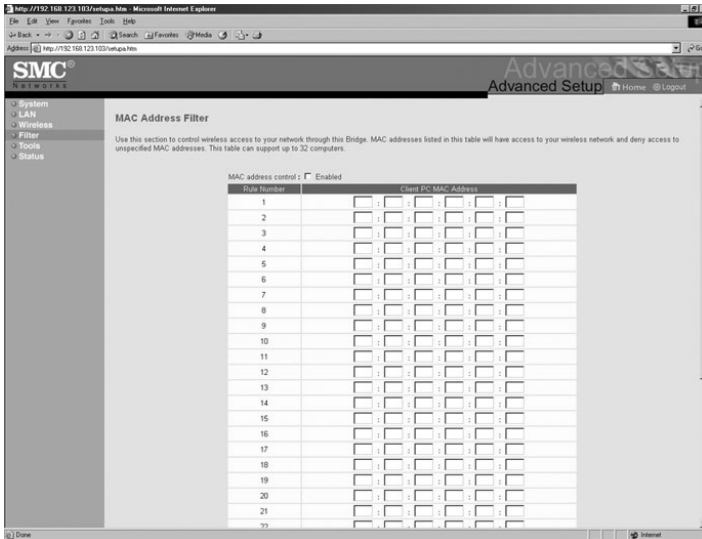 http://192.168.123.103/setupa.htm - Microsoft Internet Explorer
File Edit View Favorites Tools Help
Back Search Favorites Media
Address http://192.168.123.103/setupa.htm Go
SMC®
Networks
Advanced Setup
Advanced Setup Home Logout
System
LAN
Wireless
Filter
Tools
Status
MAC Address Filter
Use this section to control wireless access to your network through this Bridge. MAC addresses listed in this table will have access to your wireless network and deny access to
unspecified MAC addresses. This table can support up to 32 computers.
MAC address control : Enabled
Rule Number Client PC MAC Address
1 : : : : :
2 : : : : :
3 : : : : :
4 : : : : :
5 : : : : :
6 : : : : :
7 : : : : :
8 : : : : :
9 : : : : :
10 : : : : :
11 : : : : :
12 : : : : :
13 : : : : :
14 : : : : :
15 : : : : :
16 : : : : :
17 : : : : :
18 : : : : :
19 : : : : :
20 : : : : :
21 : : : : :
22 : : : : :
Done Internet